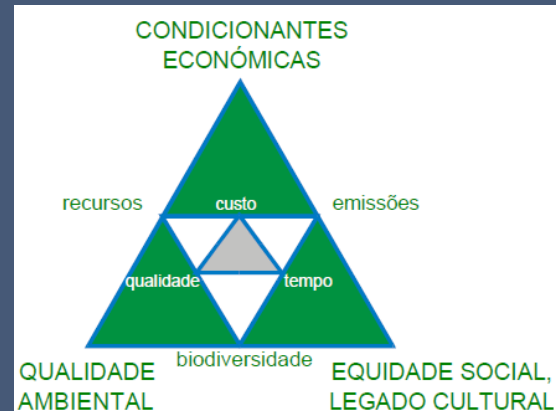 CONDICIONANTES
ECONÓMICAS
recursos
custo
emissões
qualidade
tempo
biodiversidade
QUALIDADE
AMBIENTAL
EQUIDADE SOCIAL,
LEGADO CULTURAL